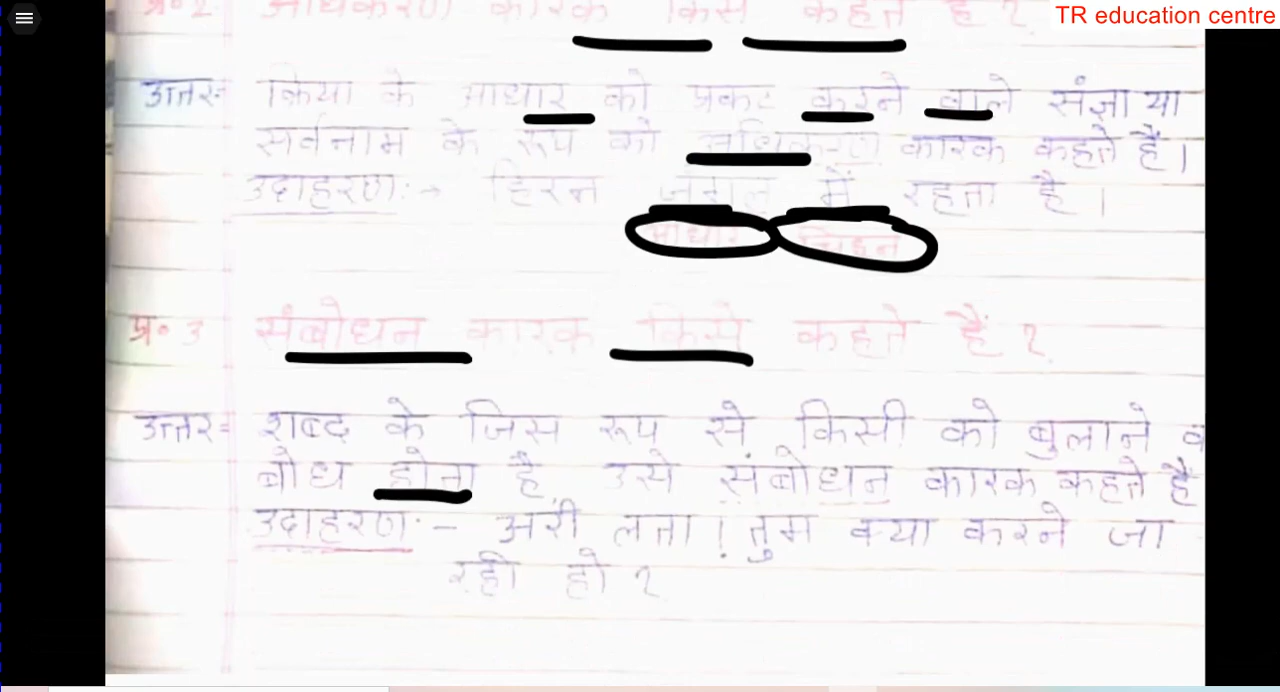 TR education centre
प्र॰ 2 अधिकरण कारक किसे कहते है ?
उत्तर:- क्रिया के आधार को प्रकट करने वाले संज्ञा या
सर्वनाम के रूप को अधिकरण कारक कहते हैं।
उदाहरण:→ हिरन जंगल में रहता है।
आधार चिह्न
प्र॰ 3 संबोधन कारक किसे कहते हैं ?
उत्तर= शब्द के जिस रूप से किसी को बुलाने
बोध होता है, उसे संबोधन कारक कहते हैं
उदाहरण:- अरी लता! तुम क्या करने जा
रही हो ?